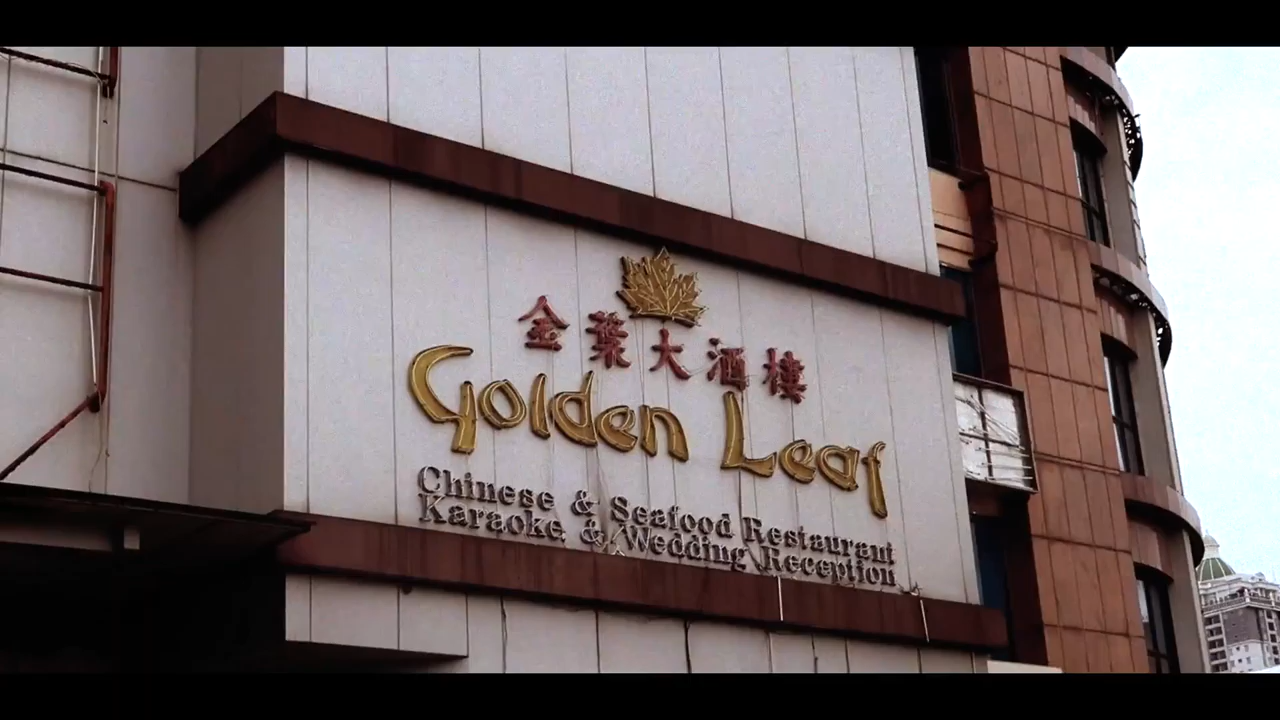 金葉大酒樓
Golden Leaf
Chinese & Seafood Restaurant
Karaoke & Wedding Reception